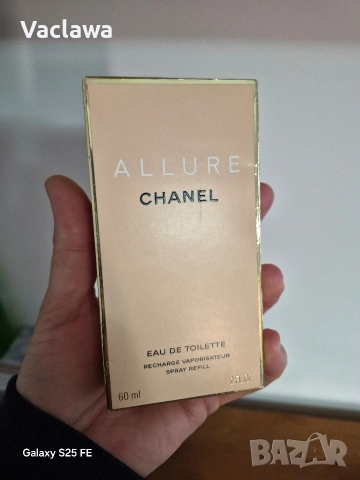 Vaclawa
ALLURE
CHANEL
EAU DE TOILETTE
RECHARGE VAPORISATEUR
SPRAY REFILL
60 ml
Galaxy S25 FE
BAZAR